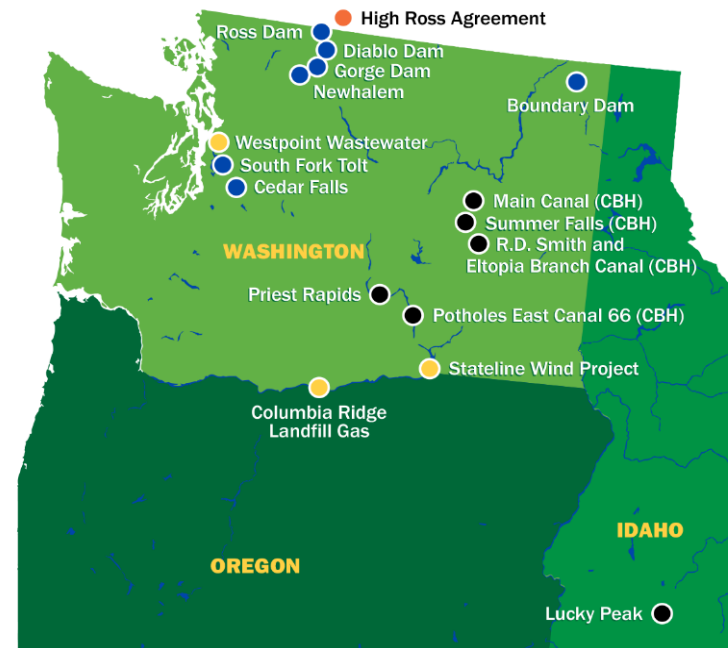 High Ross Agreement
Ross Dam
Diablo Dam
Gorge Dam
Newhalem
Boundary Dam
Westpoint Wastewater
South Fork Tolt
Cedar Falls
Main Canal (CBH)
Summer Falls (CBH)
R.D. Smith and
Eltopia Branch Canal (CBH)
WASHINGTON
Priest Rapids
Potholes East Canal 66 (CBH)
Stateline Wind Project
Columbia Ridge
Landfill Gas
IDAHO
OREGON
Lucky Peak